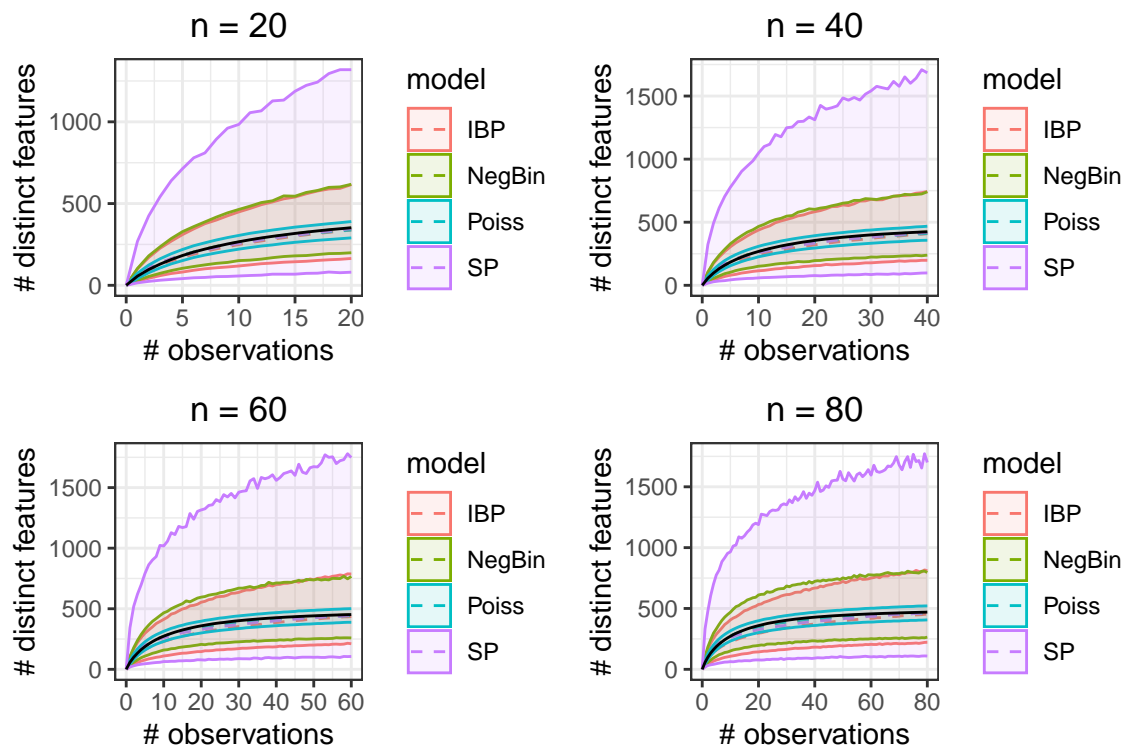 n = 20
# distinct features
1000
500
0
0 5 10 15 20
# observations
model
IBP
NegBin
Poiss
SP
n = 40
# distinct features
1500
1000
500
0
0 10 20 30 40
# observations
model
IBP
NegBin
Poiss
SP
n = 60
# distinct features
1500
1000
500
0
0 10 20 30 40 50 60
# observations
model
IBP
NegBin
Poiss
SP
n = 80
# distinct features
1500
1000
500
0
0 20 40 60 80
# observations
model
IBP
NegBin
Poiss
SP